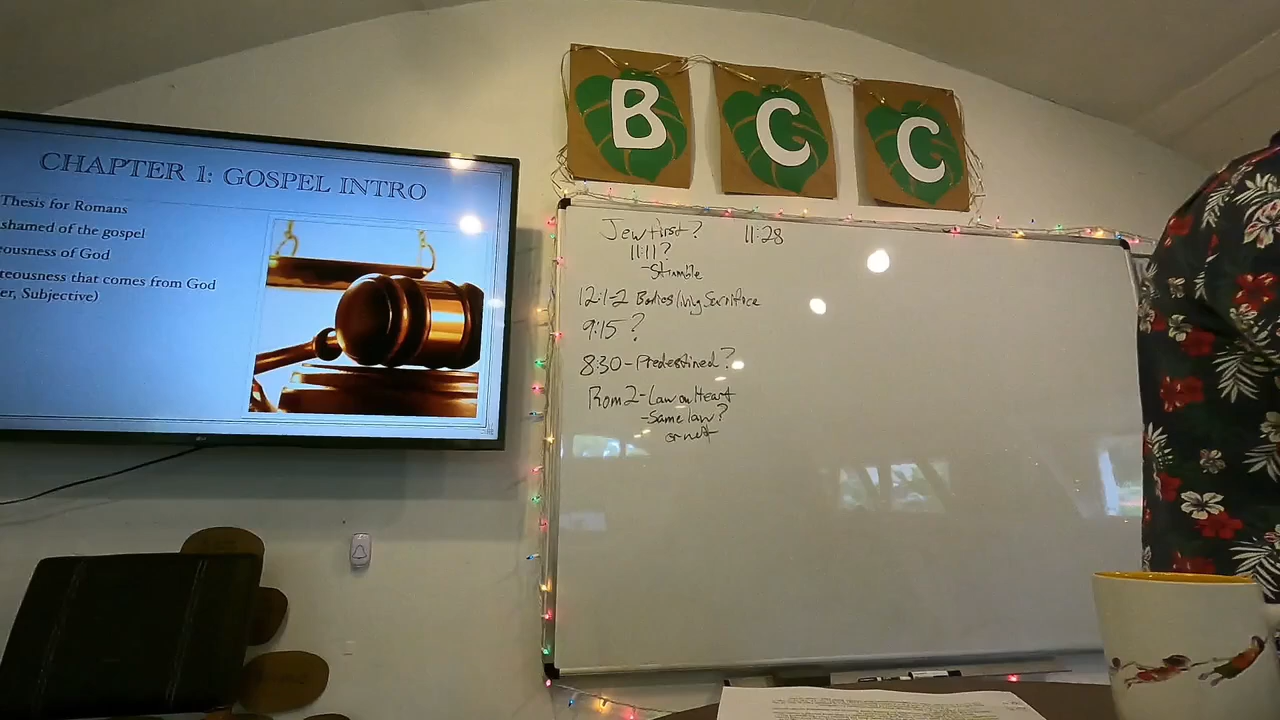 CHAPTER 1: GOSPEL INTRO
Thesis for Romans
shamed of the gospel
eousness of God
teousness that comes from God
er, Subjective)
B C C
Jew first? 11:28
11:11?
-Stumble
12:1-2 Bodies living Sacrifice
9:15?
8:30-Predestined?
Rom 2-Law on Heart
-Same law?
or not
LG